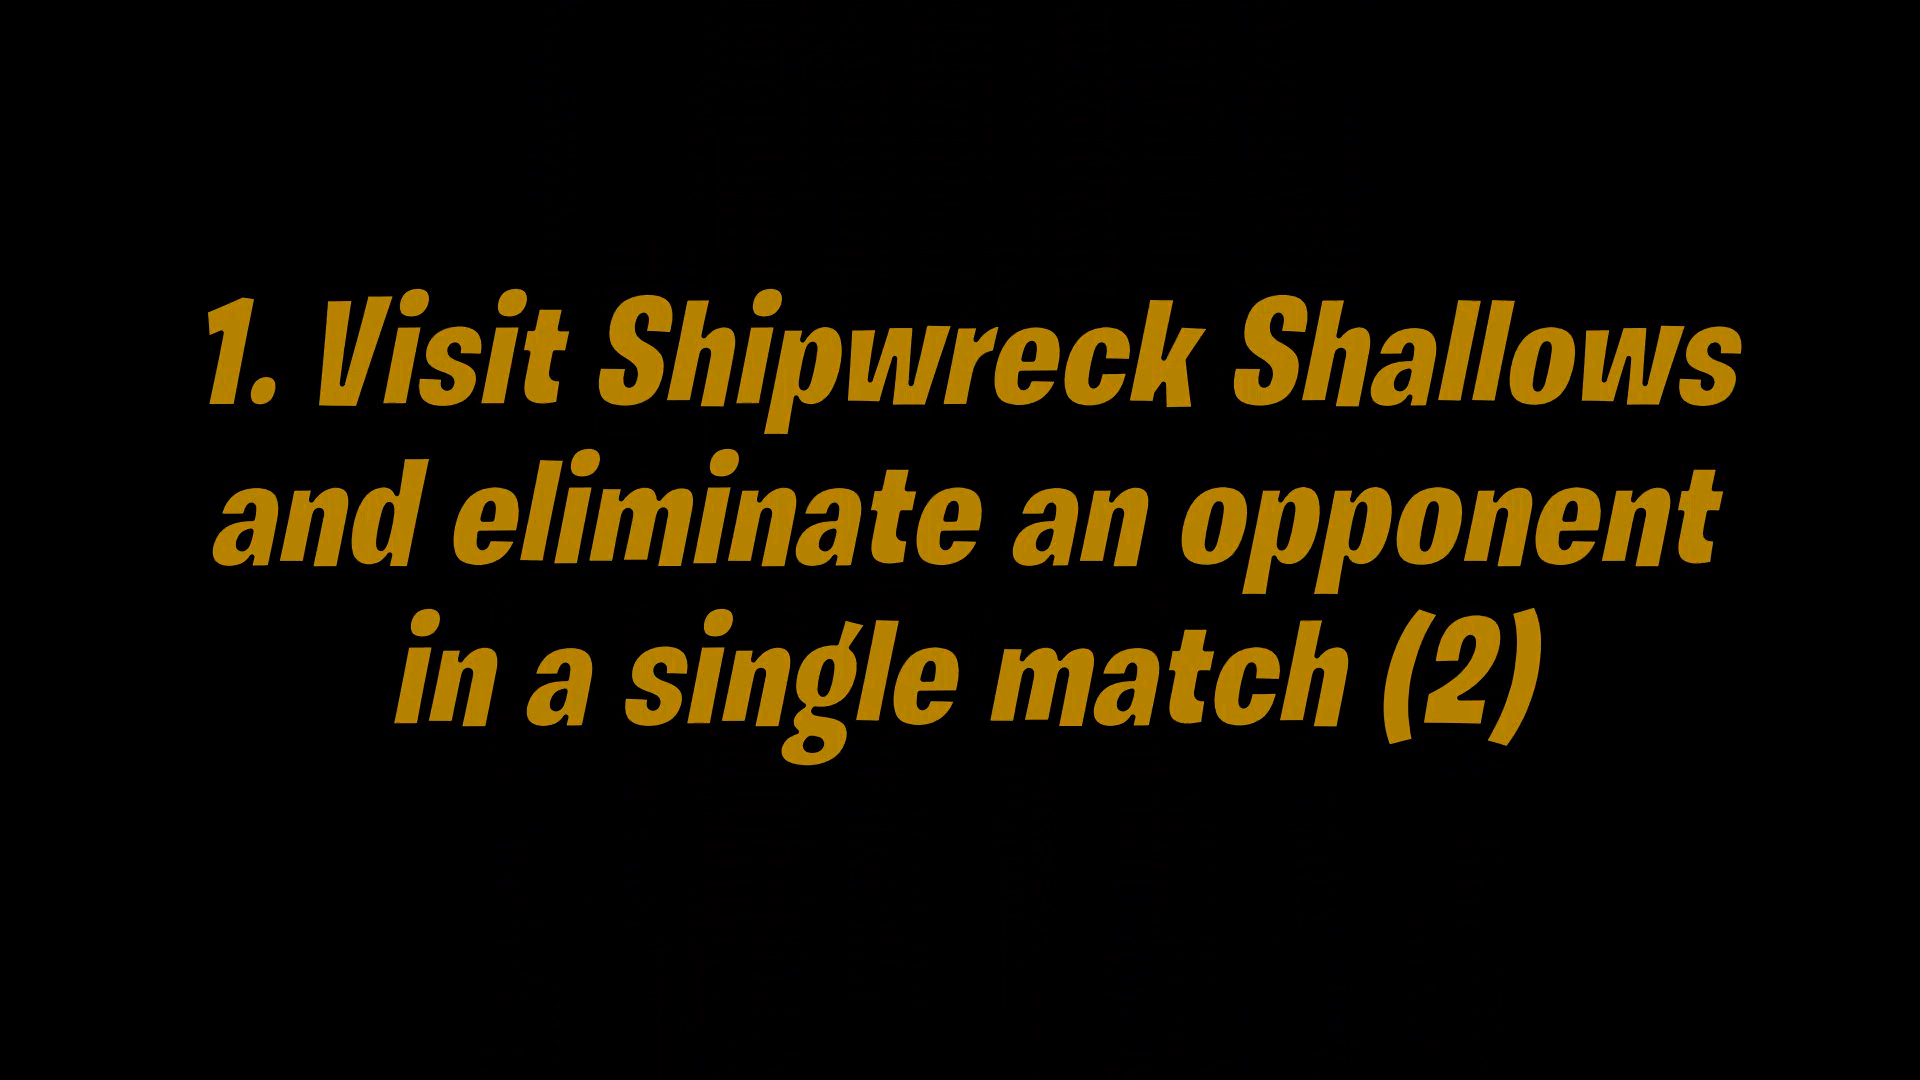 1. Visit Shipwreck Shallows
and eliminate an opponent
in a single match (2)